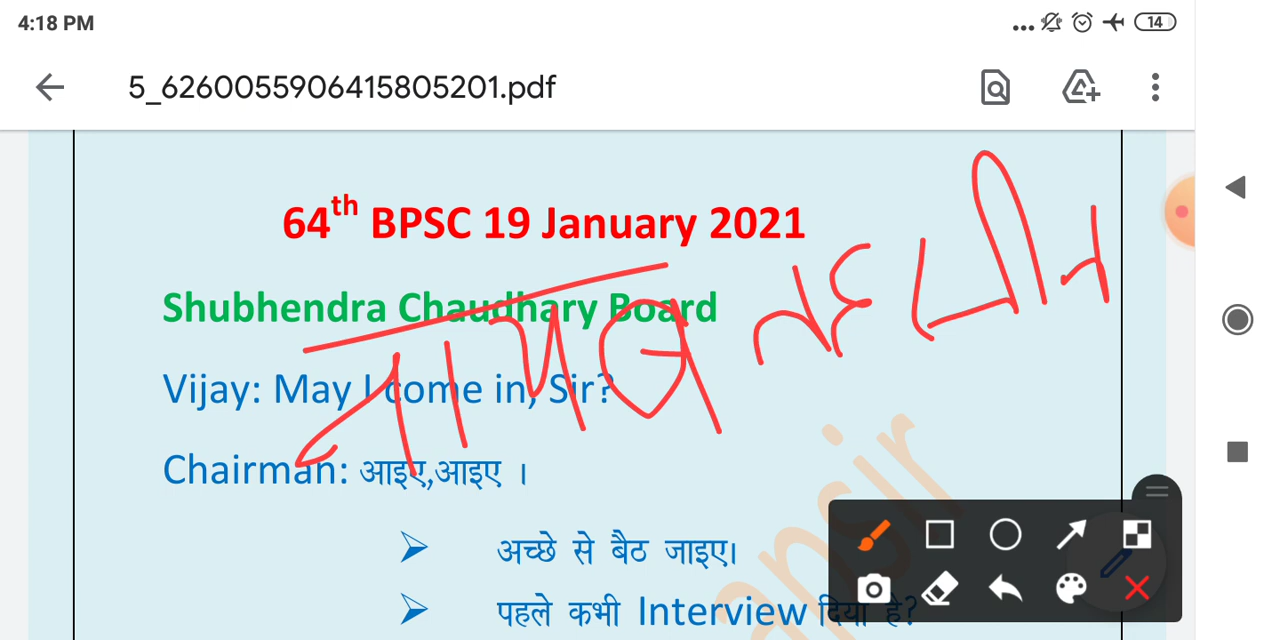 4:18 PM
14
5_6260055906415805201.pdf
64th BPSC 19 January 2021
Shubhendra Chaudhary Board
Vijay: May I come in, Sir?
Chairman: आइए,आइए ।
➢ अच्छे से बैठ जाइए।
➢ पहले कभी Interview दिया है?